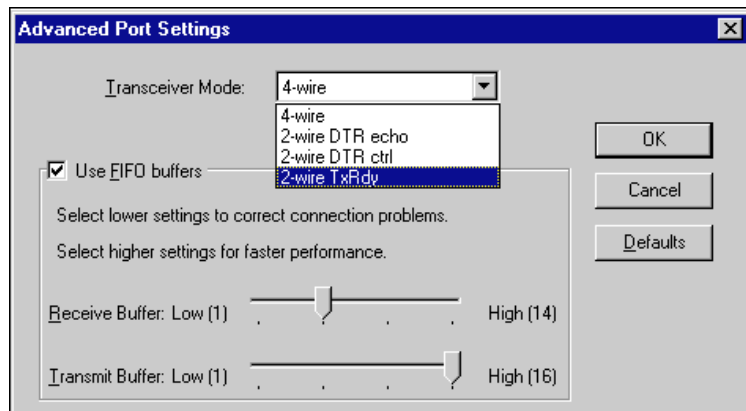 Advanced Port Settings
Transceiver Mode: 4-wire
4-wire
2-wire DTR echo
2-wire DTR ctrl
2-wire TxRdy
OK
Use FIFO buffers
Cancel
Select lower settings to correct connection problems.
Select higher settings for faster performance.
Defaults
Receive Buffer: Low (1) High (14)
Transmit Buffer: Low (1) High (16)